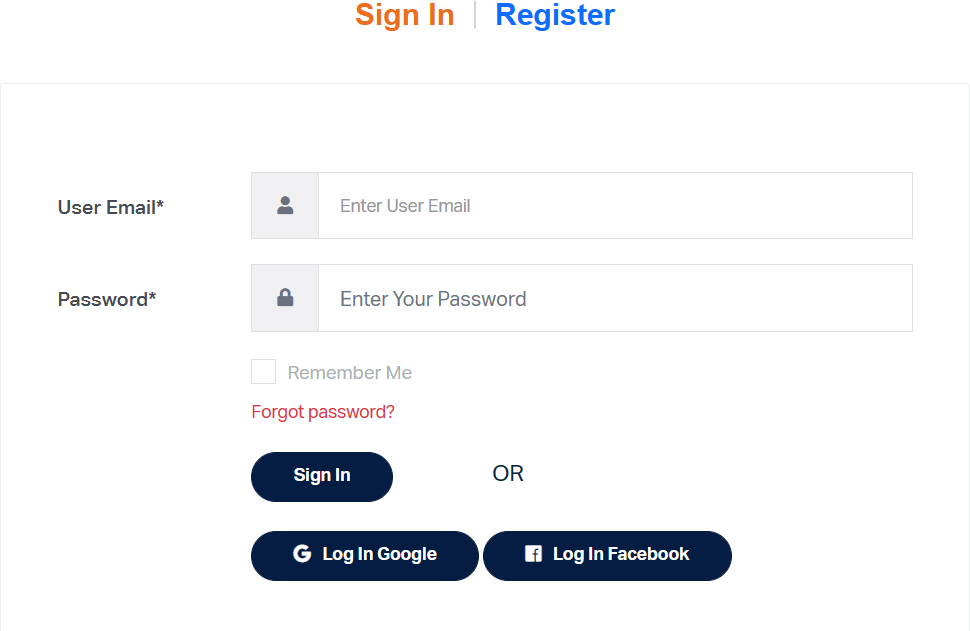 Sign In | Register
User Email* Enter User Email
Password* Enter Your Password
Remember Me
Forgot password?
Sign In OR
Log In Google Log In Facebook